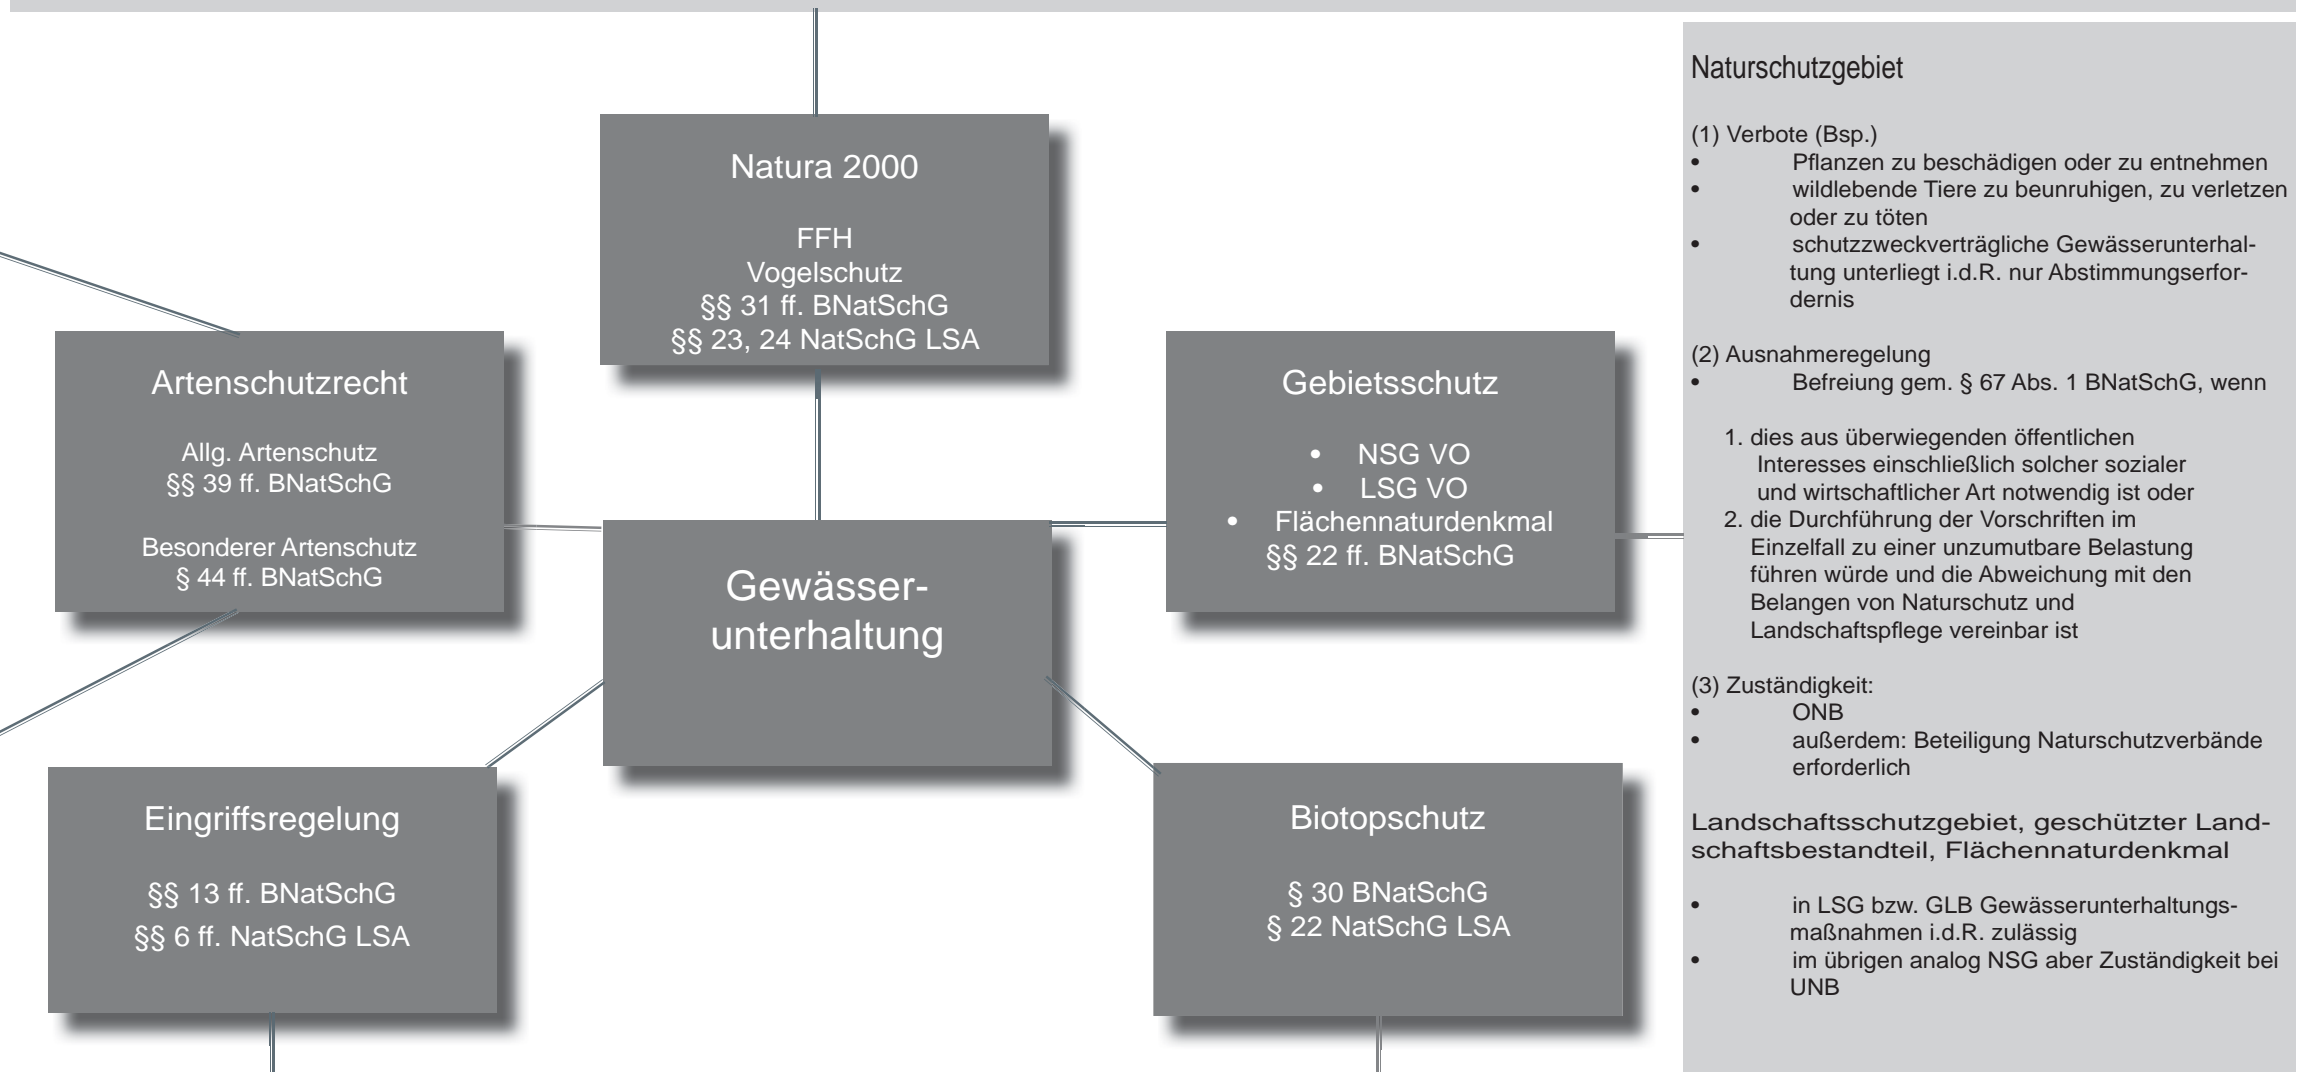 Natura 2000
FFH
Vogelschutz
§§ 31 ff. BNatSchG
§§ 23, 24 NatSchG LSA
Artenschutzrecht
Allg. Artenschutz
§§ 39 ff. BNatSchG
Besonderer Artenschutz
§ 44 ff. BNatSchG
Gewässer-
unterhaltung
Gebietsschutz
• NSG VO
• LSG VO
• Flächennaturdenkmal
§§ 22 ff. BNatSchG
Eingriffsregelung
§§ 13 ff. BNatSchG
§§ 6 ff. NatSchG LSA
Biotopschutz
§ 30 BNatSchG
§ 22 NatSchG LSA
Naturschutzgebiet
(1) Verbote (Bsp.)
• Pflanzen zu beschädigen oder zu entnehmen
• wildlebende Tiere zu beunruhigen, zu verletzen
oder zu töten
• schutzzweckverträgliche Gewässerunterhal-
tung unterliegt i.d.R. nur Abstimmungserfor-
dernis
(2) Ausnahmeregelung
• Befreiung gem. § 67 Abs. 1 BNatSchG, wenn
1. dies aus überwiegenden öffentlichen
Interesses einschließlich solcher sozialer
und wirtschaftlicher Art notwendig ist oder
2. die Durchführung der Vorschriften im
Einzelfall zu einer unzumutbare Belastung
führen würde und die Abweichung mit den
Belangen von Naturschutz und
Landschaftspflege vereinbar ist
(3) Zuständigkeit:
• ONB
• außerdem: Beteiligung Naturschutzverbände
erforderlich
Landschaftsschutzgebiet, geschützter Land-
schaftsbestandteil, Flächennaturdenkmal
• in LSG bzw. GLB Gewässerunterhaltungs-
maßnahmen i.d.R. zulässig
• im übrigen analog NSG aber Zuständigkeit bei
UNB